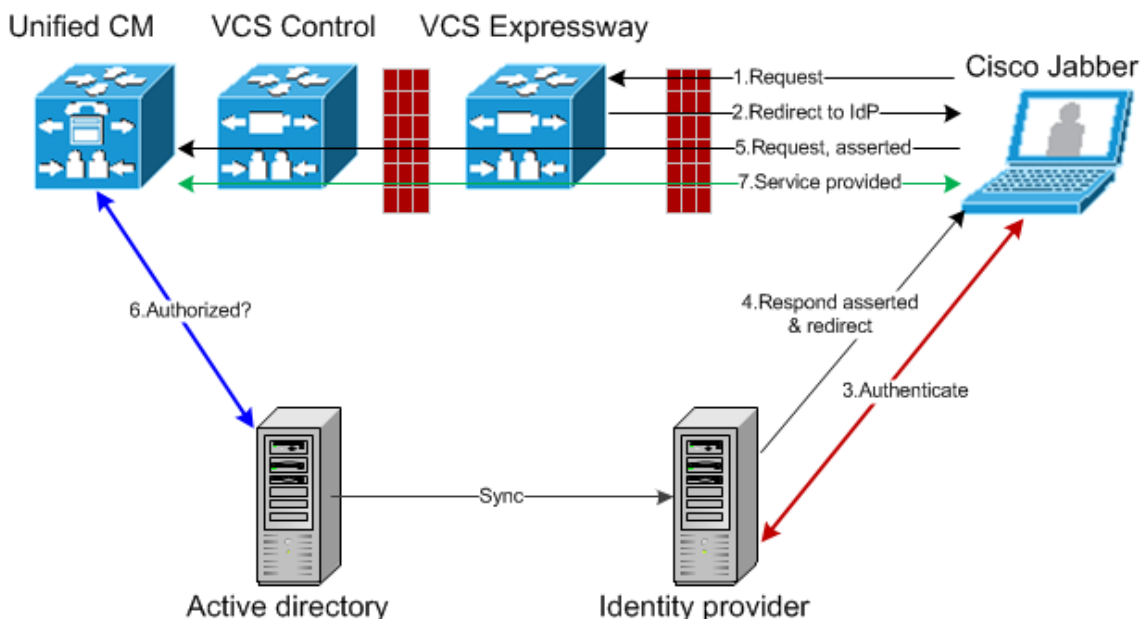 Unified CM
VCS Control
VCS Expressway
Cisco Jabber
1.Request
2.Redirect to IdP
5.Request, asserted
7.Service provided
6.Authorized?
4.Respond asserted
& redirect
3.Authenticate
Sync
Active directory
Identity provider